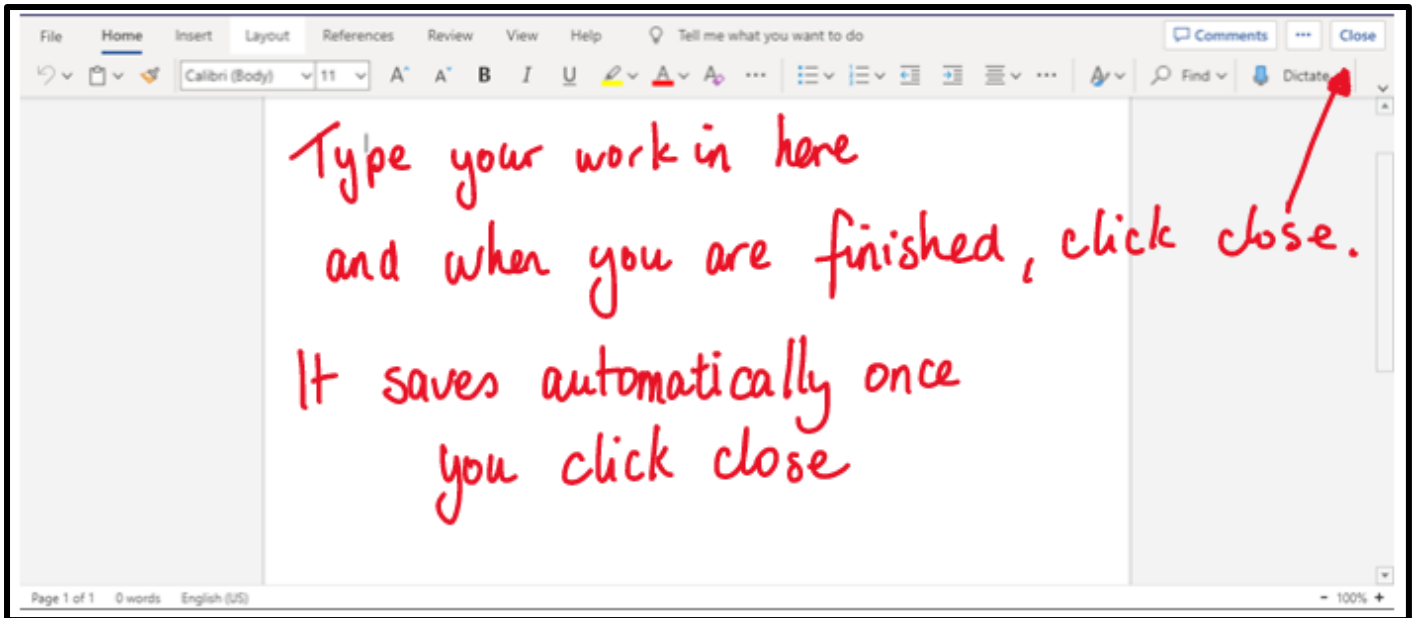 File Home Insert Layout References Review View Help Tell me what you want to do Comments ... Close
Calibri (Body) 11 A^ A˅ B I U A A ... ... A Find Dictate
Type your work in here
and when you are finished, click close.
It saves automatically once
you click close
Page 1 of 1 0 words English (US) - 100% +